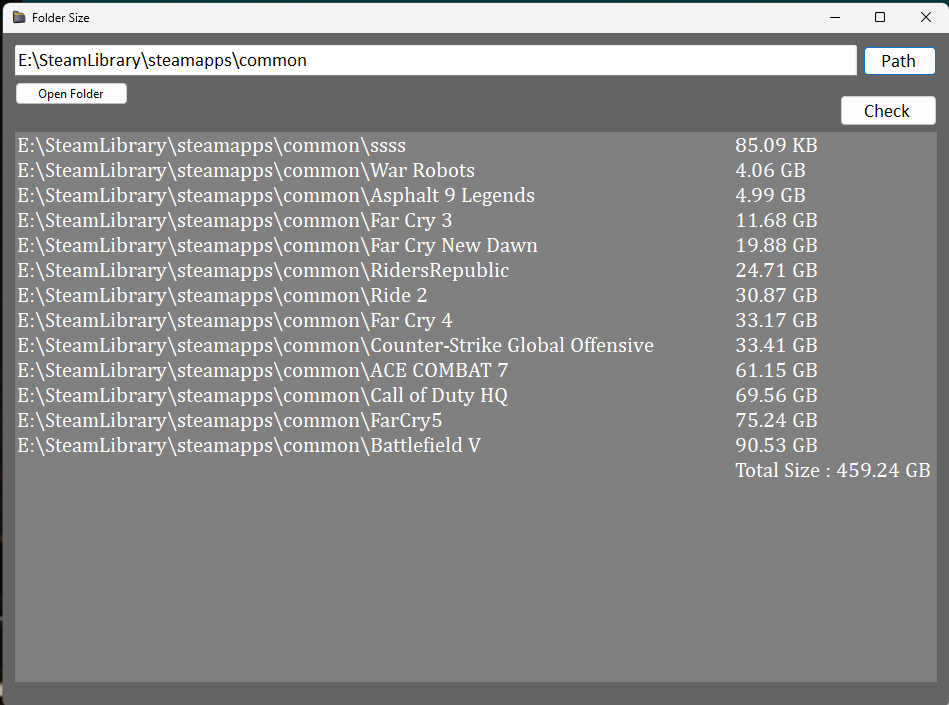 Folder Size
E:\SteamLibrary\steamapps\common
Path
Open Folder
Check
E:\SteamLibrary\steamapps\common\ssss 85.09 KB
E:\SteamLibrary\steamapps\common\War Robots 4.06 GB
E:\SteamLibrary\steamapps\common\Asphalt 9 Legends 4.99 GB
E:\SteamLibrary\steamapps\common\Far Cry 3 11.68 GB
E:\SteamLibrary\steamapps\common\Far Cry New Dawn 19.88 GB
E:\SteamLibrary\steamapps\common\RidersRepublic 24.71 GB
E:\SteamLibrary\steamapps\common\Ride 2 30.87 GB
E:\SteamLibrary\steamapps\common\Far Cry 4 33.17 GB
E:\SteamLibrary\steamapps\common\Counter-Strike Global Offensive 33.41 GB
E:\SteamLibrary\steamapps\common\ACE COMBAT 7 61.15 GB
E:\SteamLibrary\steamapps\common\Call of Duty HQ 69.56 GB
E:\SteamLibrary\steamapps\common\FarCry5 75.24 GB
E:\SteamLibrary\steamapps\common\Battlefield V 90.53 GB
Total Size : 459.24 GB